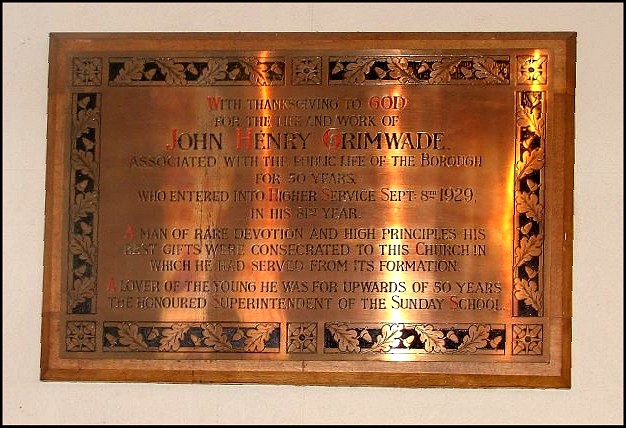 WITH THANKSGIVING TO GOD
FOR THE LIFE AND WORK OF
JOHN HENRY GRIMWADE.
ASSOCIATED WITH THE PUBLIC LIFE OF THE BOROUGH
FOR 50 YEARS.
WHO ENTERED INTO HIGHER SERVICE SEPT. 8TH 1929,
IN HIS 81ST YEAR.
A MAN OF RARE DEVOTION AND HIGH PRINCIPLES HIS
BEST GIFTS WERE CONSECRATED TO THIS CHURCH IN
WHICH HE HAD SERVED FROM ITS FORMATION.
A LOVER OF THE YOUNG HE WAS FOR UPWARDS OF 50 YEARS
THE HONOURED SUPERINTENDENT OF THE SUNDAY SCHOOL.